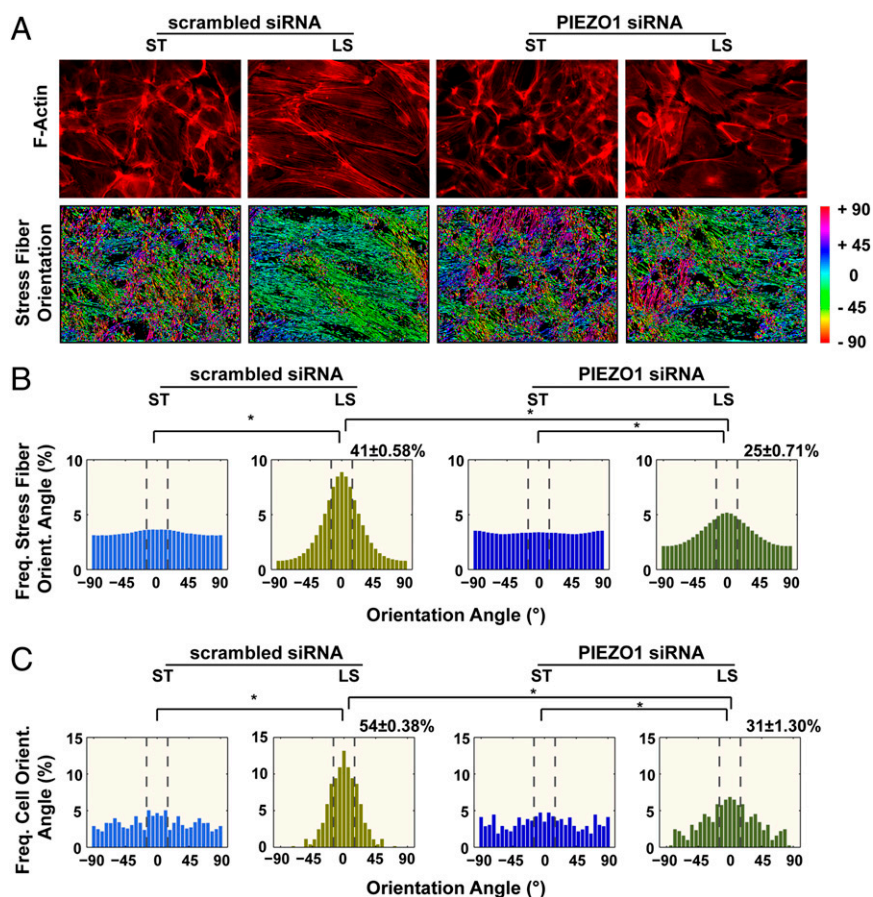 A
scrambled siRNA
PIEZO1 siRNA
ST
LS
ST
LS
F-Actin
Stress Fiber
Orientation
+ 90
+ 45
0
- 45
- 90
B
scrambled siRNA
PIEZO1 siRNA
ST
LS
ST
LS
*
*
*
41±0.58%
25±0.71%
Freq. Stress Fiber
Orient. Angle (%)
10
5
0
10
5
0
10
5
0
10
5
0
−90 −45 0 45 90
−90 −45 0 45 90
−90 −45 0 45 90
−90 −45 0 45 90
Orientation Angle (°)
C
scrambled siRNA
PIEZO1 siRNA
ST
LS
ST
LS
*
*
*
54±0.38%
31±1.30%
Freq. Cell Orient.
Angle (%)
15
10
5
0
15
10
5
0
15
10
5
0
15
10
5
0
−90 −45 0 45 90
−90 −45 0 45 90
−90 −45 0 45 90
−90 −45 0 45 90
Orientation Angle (°)